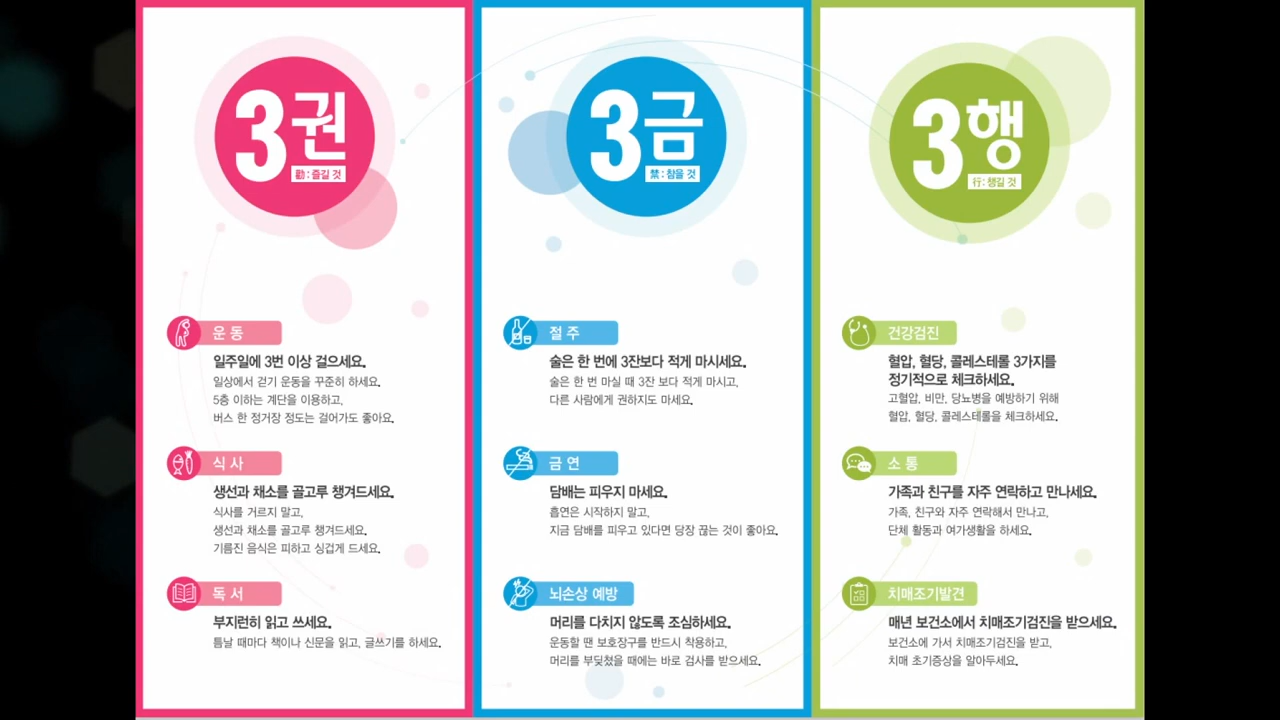 3권
勸 : 즐길 것
운 동
일주일에 3번 이상 걸으세요.
일상에서 걷기 운동을 꾸준히 하세요.
5층 이하는 계단을 이용하고,
버스 한 정거장 정도는 걸어가도 좋아요.
식 사
생선과 채소를 골고루 챙겨드세요.
식사를 거르지 말고,
생선과 채소를 골고루 챙겨드세요.
기름진 음식은 피하고 싱겁게 드세요.
독 서
부지런히 읽고 쓰세요.
틈날 때마다 책이나 신문을 읽고, 글쓰기를 하세요.
3금
禁 : 참을 것
절 주
술은 한 번에 3잔보다 적게 마시세요.
술은 한 번 마실 때 3잔 보다 적게 마시고,
다른 사람에게 권하지도 마세요.
금 연
담배는 피우지 마세요.
흡연은 시작하지 말고,
지금 담배를 피우고 있다면 당장 끊는 것이 좋아요.
뇌손상 예방
머리를 다치지 않도록 조심하세요.
운동할 땐 보호장구를 반드시 착용하고,
머리를 부딪쳤을 때에는 바로 검사를 받으세요.
3행
行 : 챙길 것
건강검진
혈압, 혈당, 콜레스테롤 3가지를
정기적으로 체크하세요.
고혈압, 비만, 당뇨병을 예방하기 위해
혈압, 혈당, 콜레스테롤을 체크하세요.
소 통
가족과 친구를 자주 연락하고 만나세요.
가족, 친구와 자주 연락해서 만나고,
단체 활동과 여가생활을 하세요.
치매조기발견
매년 보건소에서 치매조기검진을 받으세요.
보건소에 가서 치매조기검진을 받고,
치매 초기증상을 알아두세요.